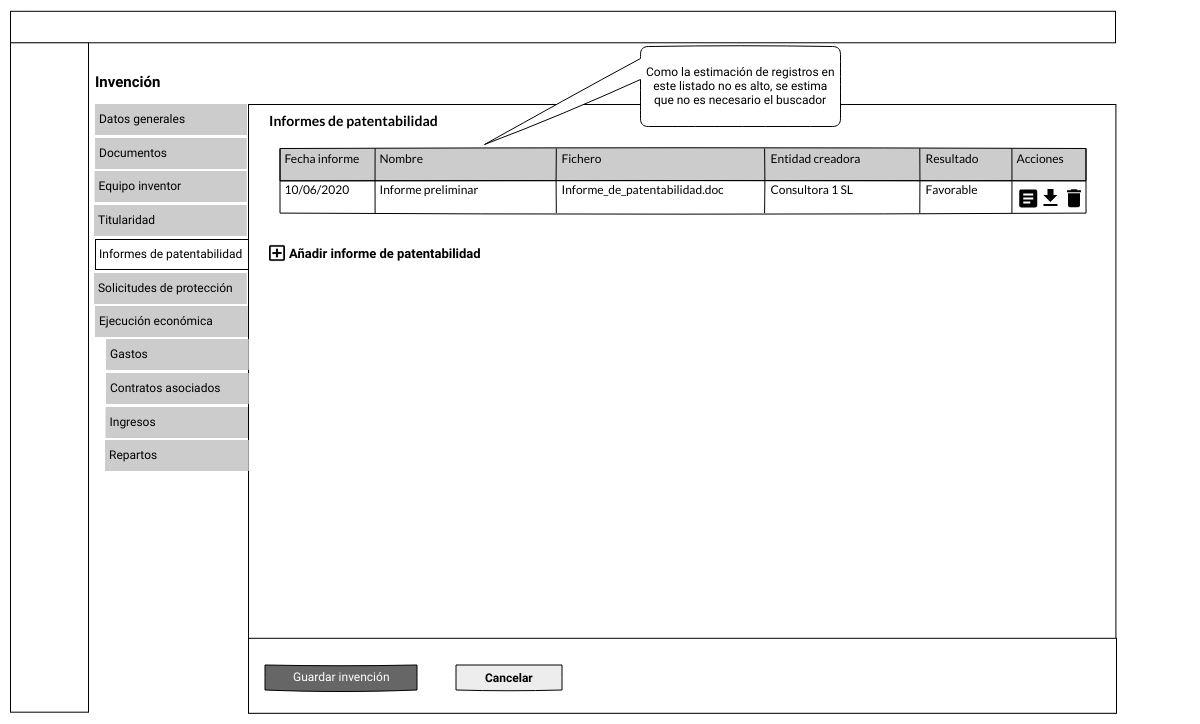 Como la estimación de registros en
este listado no es alto, se estima
que no es necesario el buscador
Invención
Datos generales
Documentos
Equipo inventor
Titularidad
Informes de patentabilidad
Solicitudes de protección
Ejecución económica
Gastos
Contratos asociados
Ingresos
Repartos
Informes de patentabilidad
Fecha informe Nombre Fichero Entidad creadora Resultado Acciones
10/06/2020 Informe preliminar Informe_de_patentabilidad.doc Consultora 1 SL Favorable
Añadir informe de patentabilidad
Guardar invención Cancelar